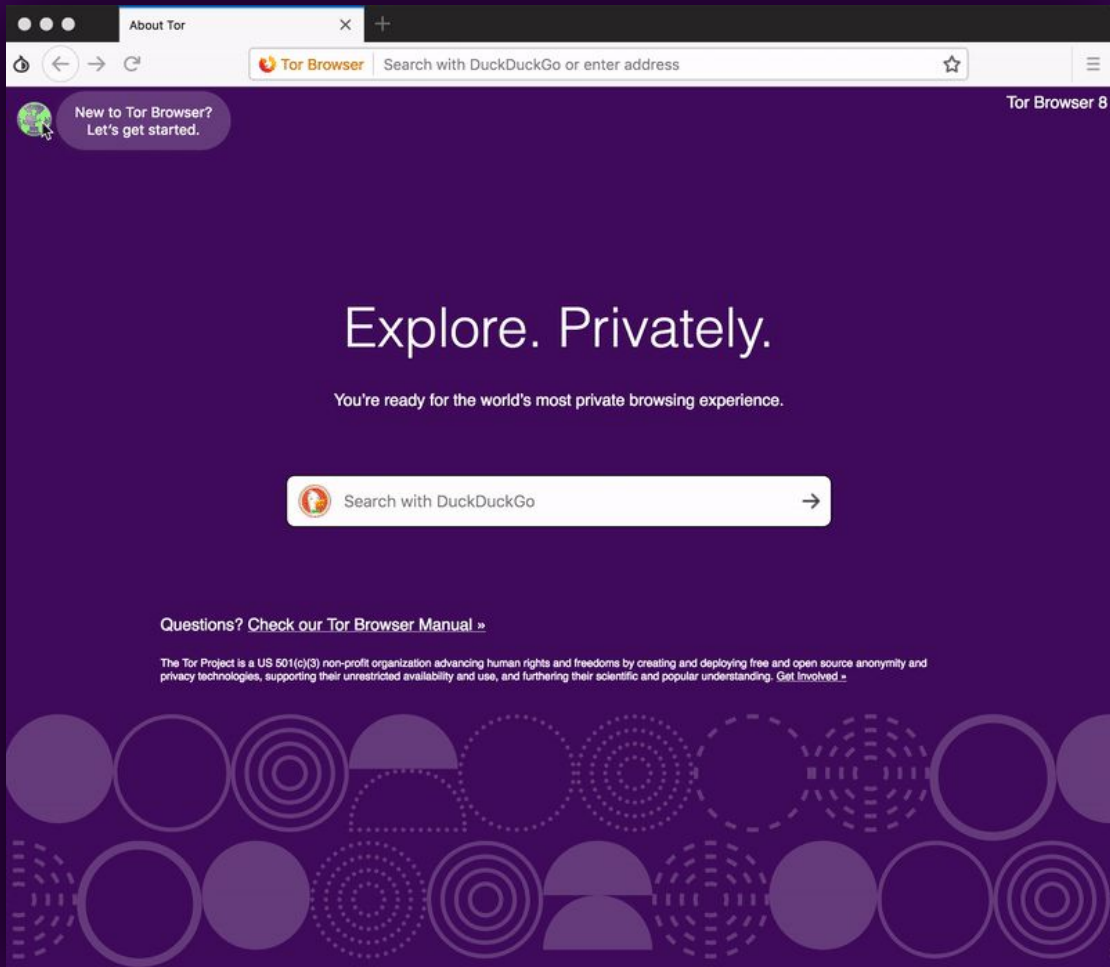 About Tor
Tor Browser
Search with DuckDuckGo or enter address
New to Tor Browser?
Let's get started.
Tor Browser 8
Explore. Privately.
You're ready for the world's most private browsing experience.
Search with DuckDuckGo
Questions? Check our Tor Browser Manual »
The Tor Project is a US 501(c)(3) non-profit organization advancing human rights and freedoms by creating and deploying free and open source anonymity and
privacy technologies, supporting their unrestricted availability and use, and furthering their scientific and popular understanding. Get Involved »